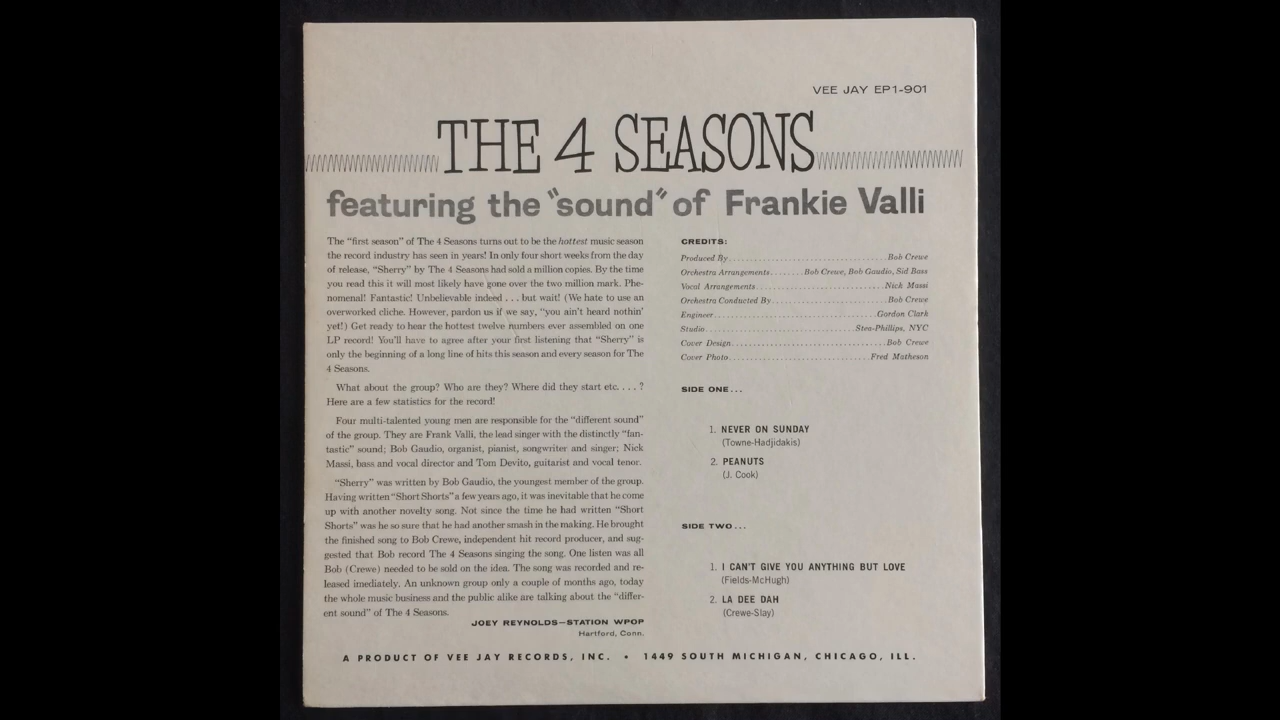 VEE JAY EP1-901
THE 4 SEASONS
featuring the "sound" of Frankie Valli
The "first season" of The 4 Seasons turns out to be the hottest music season
the record industry has seen in years! In only four short weeks from the day
of release, "Sherry" by The 4 Seasons had sold a million copies. By the time
you read this it will most likely have gone over the two million mark. Phe-
nomenal! Fantastic! Unbelievable indeed . . . but wait! (We hate to use an
overworked cliche. However, pardon us if we say, "you ain't heard nothin'
yet!) Get ready to hear the hottest twelve numbers ever assembled on one
LP record! You'll have to agree after your first listening that "Sherry" is
only the beginning of a long line of hits this season and every season for The
4 Seasons.
What about the group? Who are they? Where did they start etc. . . . ?
Here are a few statistics for the record!
Four multi-talented young men are responsible for the "different sound"
of the group. They are Frank Valli, the lead singer with the distinctly "fan-
tastic" sound; Bob Gaudio, organist, pianist, songwriter and singer; Nick
Massi, bass and vocal director and Tom Devito, guitarist and vocal tenor.
"Sherry" was written by Bob Gaudio, the youngest member of the group.
Having written "Short Shorts" a few years ago, it was inevitable that he come
up with another novelty song. Not since the time he had written "Short
Shorts" was he so sure that he had another smash in the making. He brought
the finished song to Bob Crewe, independent hit record producer, and sug-
gested that Bob record The 4 Seasons singing the song. One listen was all
Bob (Crewe) needed to be sold on the idea. The song was recorded and re-
leased imediately. An unknown group only a couple of months ago, today
the whole music business and the public alike are talking about the "differ-
ent sound" of The 4 Seasons.
JOEY REYNOLDS—STATION WPOP
Hartford, Conn.
CREDITS:
Produced By........................................Bob Crewe
Orchestra Arrangements.......Bob Crewe, Bob Gaudio, Sid Bass
Vocal Arrangements................................Nick Massi
Orchestra Conducted By............................Bob Crewe
Engineer........................................Gordon Clark
Studio......................................Stea-Phillips, NYC
Cover Design......................................Bob Crewe
Cover Photo...................................Fred Matheson
SIDE ONE...
1. NEVER ON SUNDAY
(Towne-Hadjidakis)
2. PEANUTS
(J. Cook)
SIDE TWO...
1. I CAN'T GIVE YOU ANYTHING BUT LOVE
(Fields-McHugh)
2. LA DEE DAH
(Crewe-Slay)
A PRODUCT OF VEE JAY RECORDS, INC. • 1449 SOUTH MICHIGAN, CHICAGO, ILL.